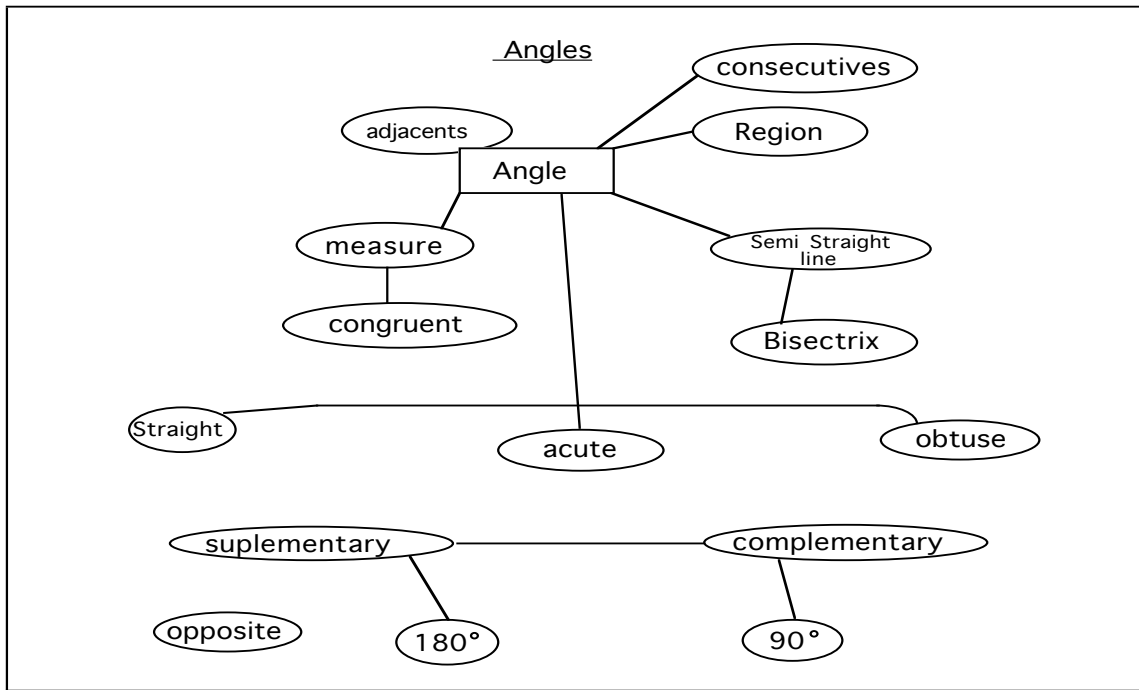 Angles
consecutives
adjacents
Region
Angle
measure
Semi Straight
line
congruent
Bisectrix
Straight
acute
obtuse
suplementary
complementary
opposite
180°
90°